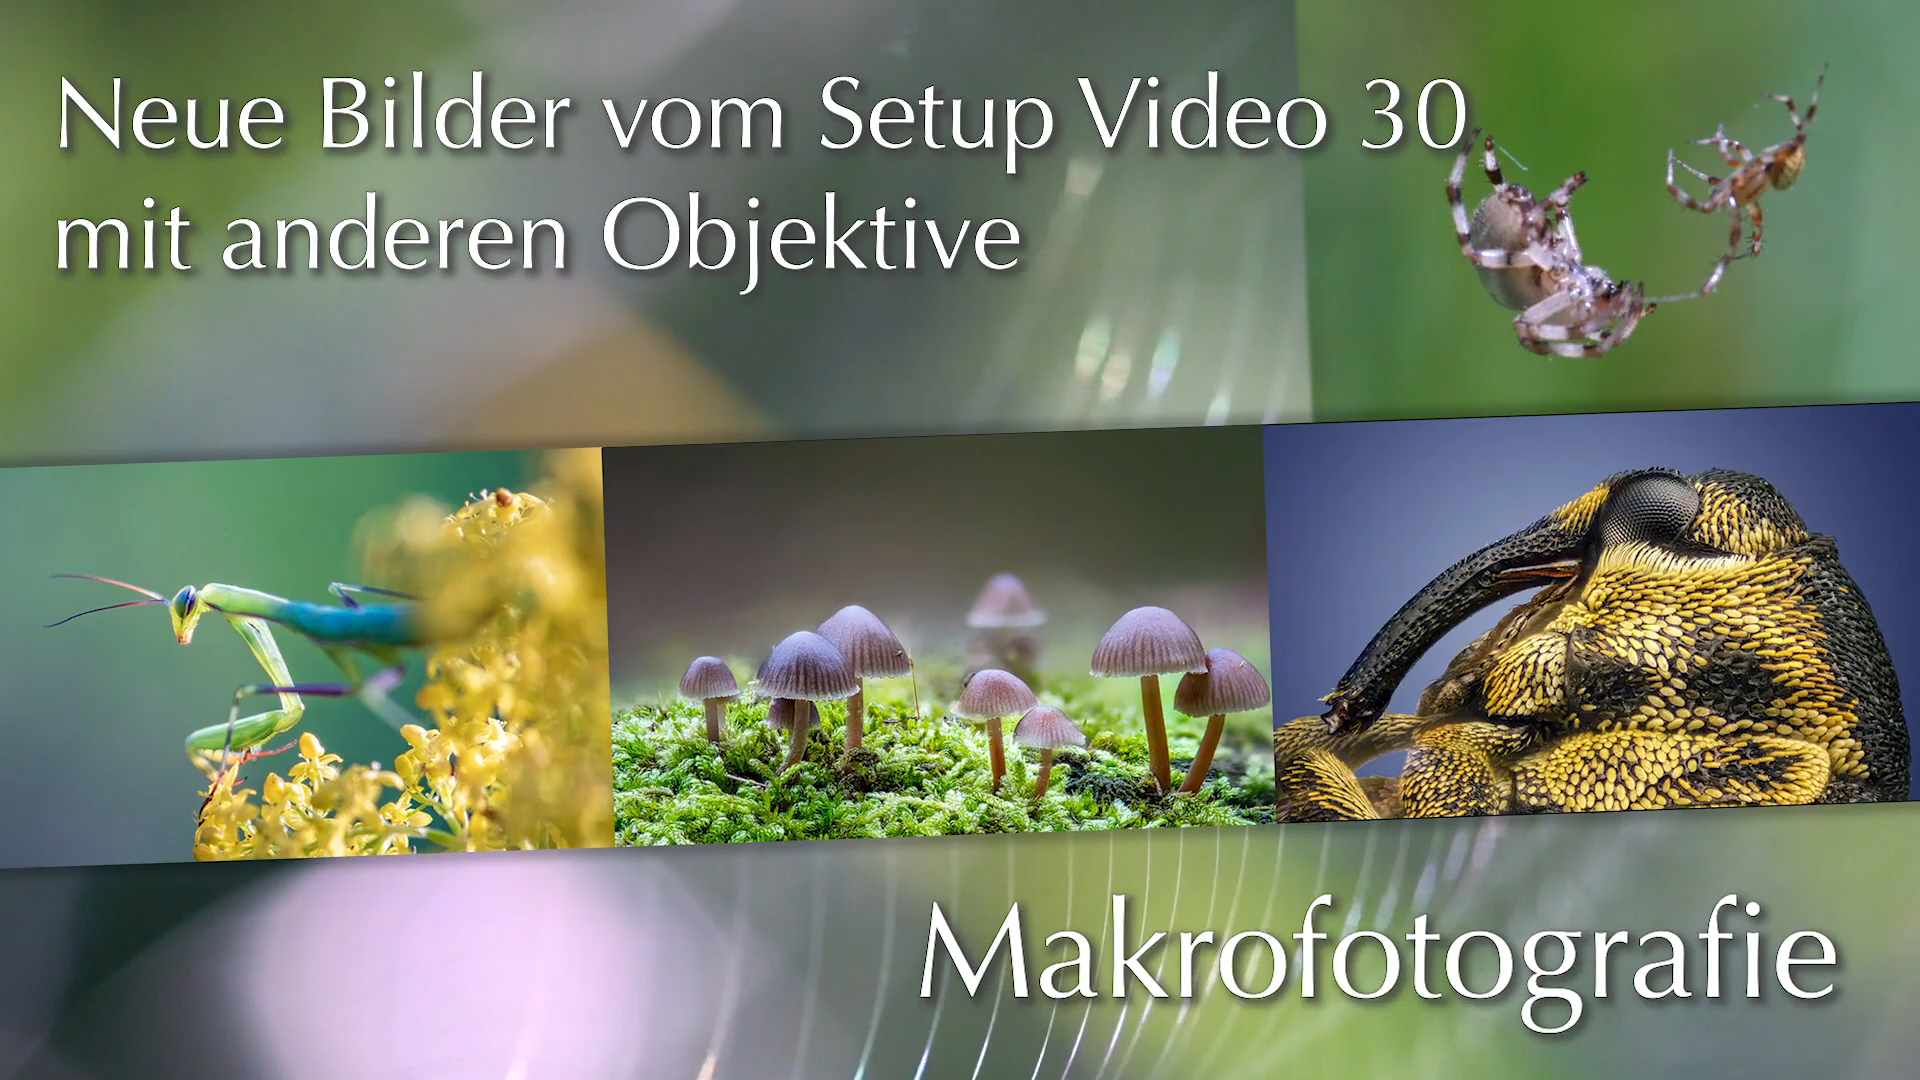 Neue Bilder vom Setup Video 30
mit anderen Objektive
Makrofotografie